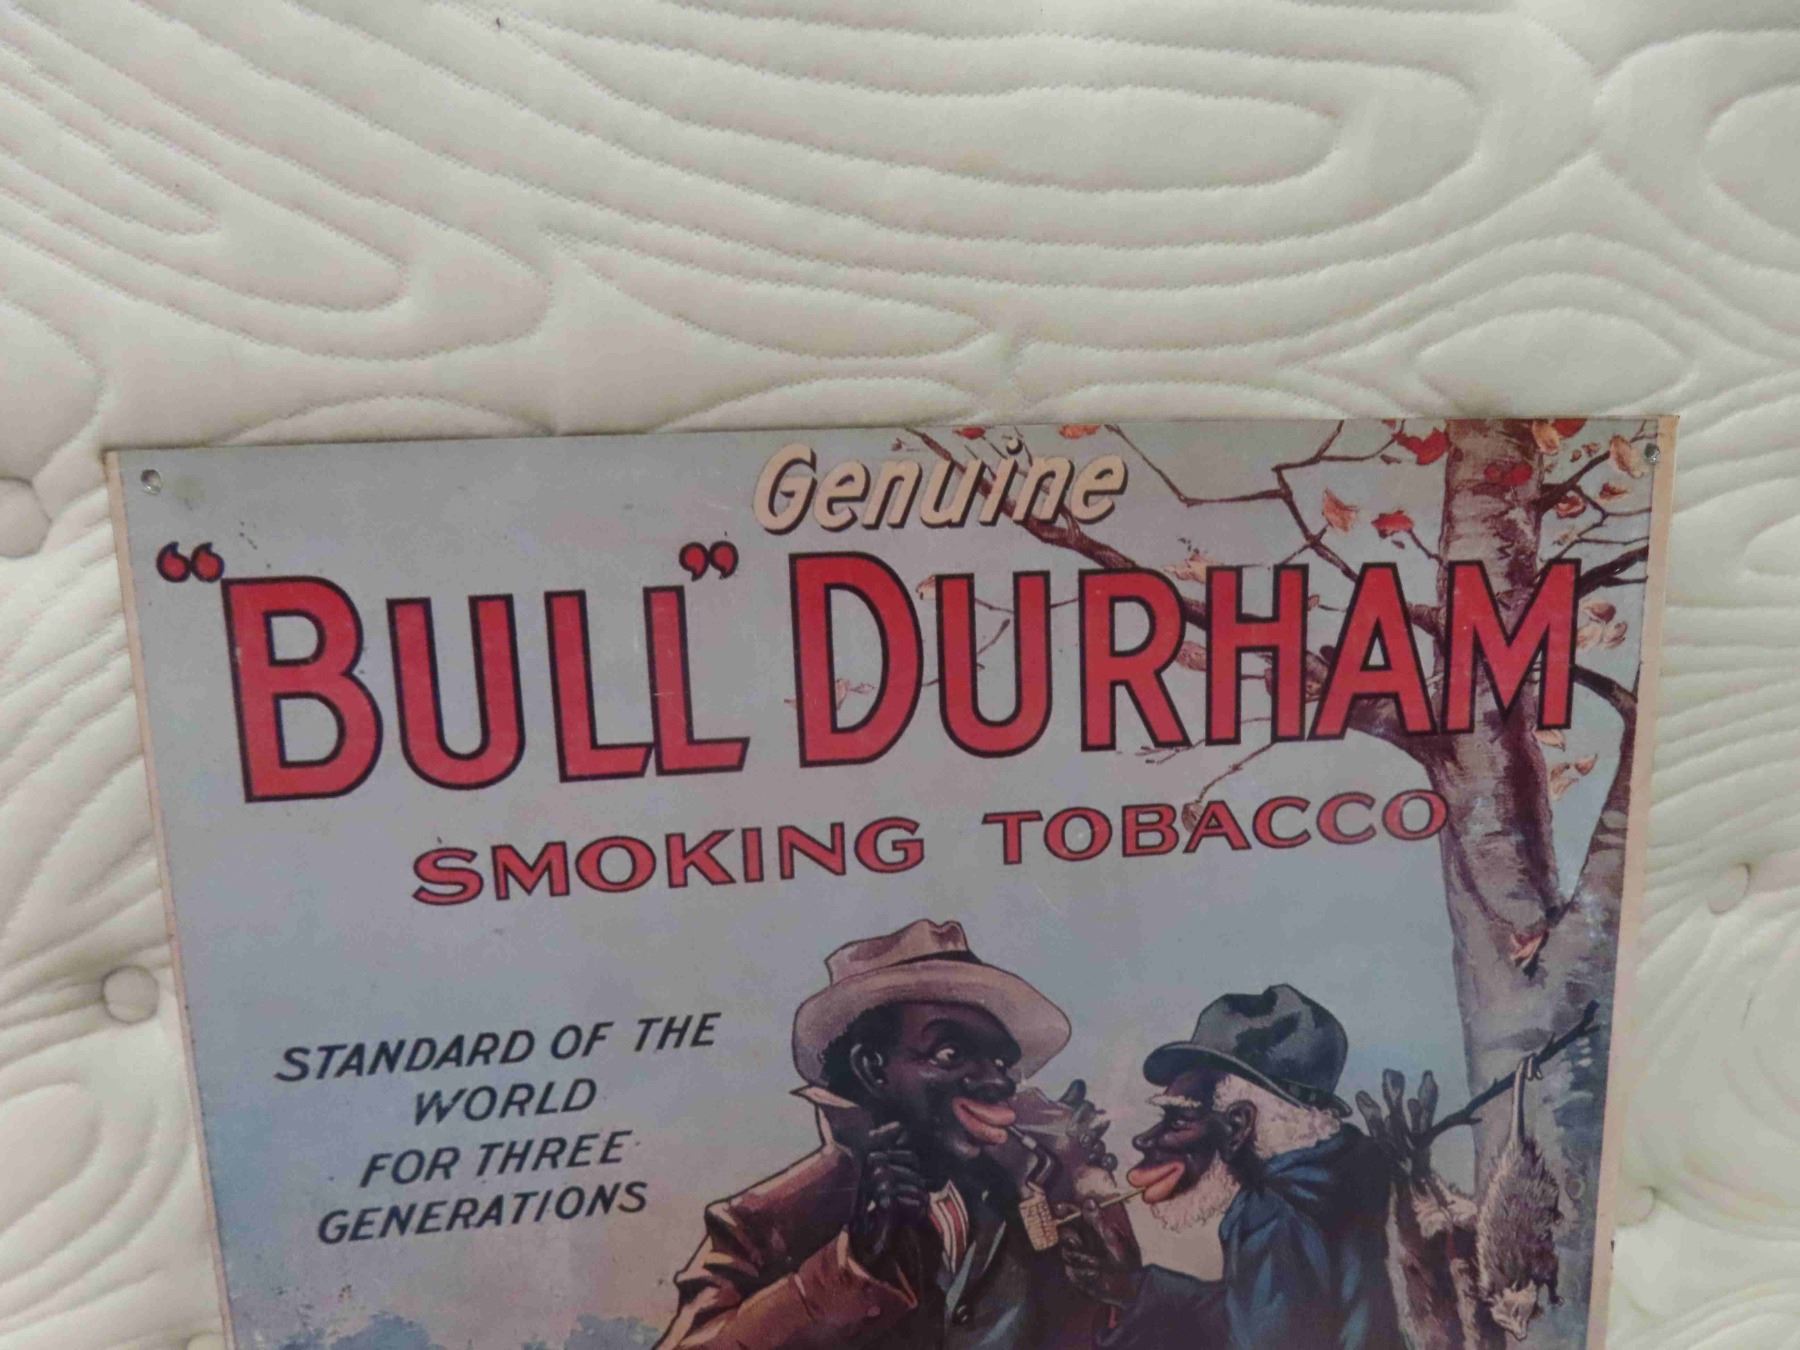 Genuine
“BULL” DURHAM
SMOKING TOBACCO
STANDARD OF THE
WORLD
FOR THREE
GENERATIONS